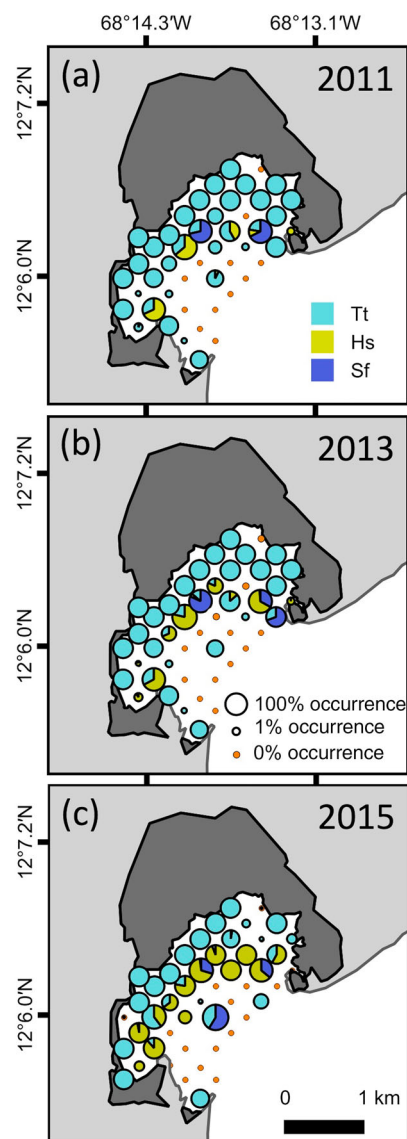 68°14.3'W 68°13.1'W
(a) 2011
12°7.2'N
12°6.0'N
Tt
Hs
Sf
(b) 2013
12°7.2'N
12°6.0'N
100% occurrence
1% occurrence
0% occurrence
(c) 2015
12°7.2'N
12°6.0'N
0 1 km